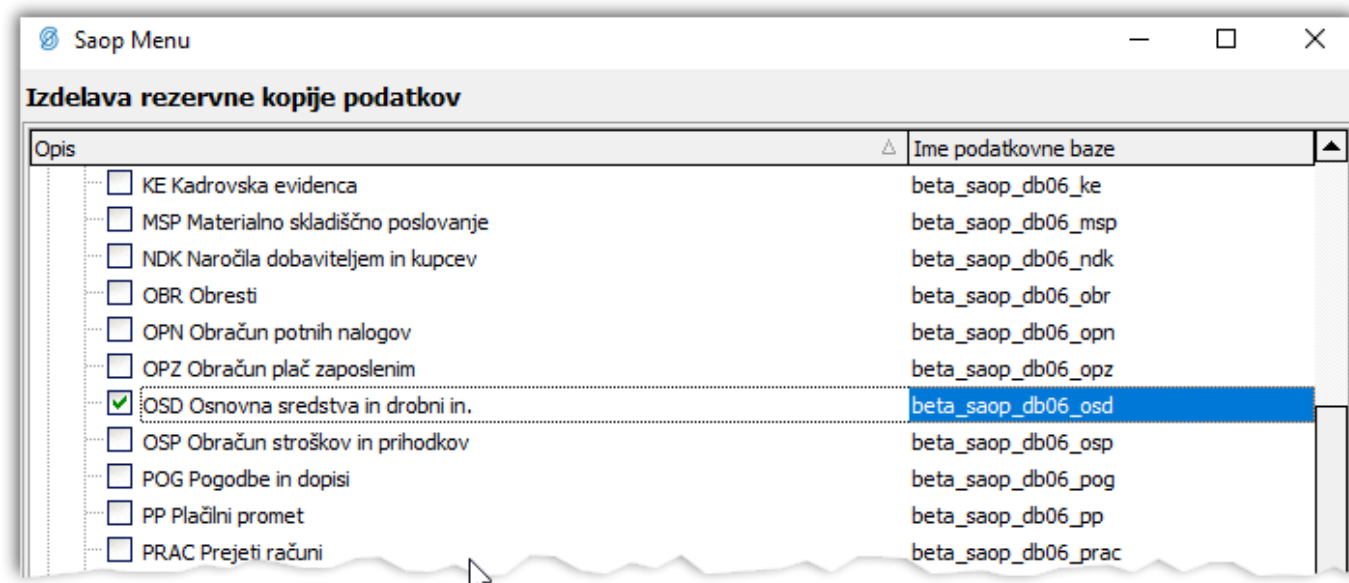 Saop Menu
Izdelava rezervne kopije podatkov
Opis Ime podatkovne baze
KE Kadrovska evidenca beta_saop_db06_ke
MSP Materialno skladiščno poslovanje beta_saop_db06_msp
NDK Naročila dobaviteljem in kupcev beta_saop_db06_ndk
OBR Obresti beta_saop_db06_obr
OPN Obračun potnih nalogov beta_saop_db06_opn
OPZ Obračun plač zaposlenim beta_saop_db06_opz
OSD Osnovna sredstva in drobni in. beta_saop_db06_osd
OSP Obračun stroškov in prihodkov beta_saop_db06_osp
POG Pogodbe in dopisi beta_saop_db06_pog
PP Plačilni promet beta_saop_db06_pp
PRAC Prejeti računi beta_saop_db06_prac